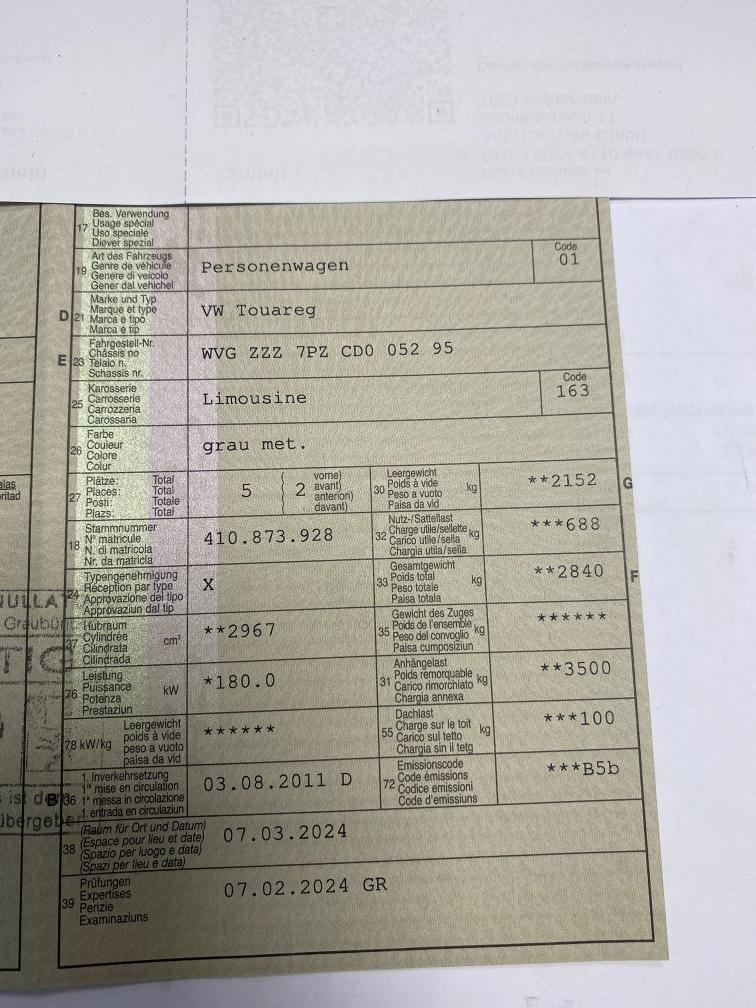 Bes. Verwendung
17 Usage spécial
Uso speciale
Diever spezial
Art des Fahrzeugs
19 Genre de véhicule
Genere di veicolo
Gener dal vehichel
Personenwagen
Code
01
Marke und Typ
D 21 Marque et type
Marca e tipo
Marca e tip
VW Touareg
Fahrgestell-Nr.
E 23 Châssis no
Telaio n.
Schassis nr.
WVG ZZZ 7PZ CD0 052 95
Karosserie
25 Carrosserie
Carrozzeria
Carossaria
Limousine
Code
163
Farbe
26 Couleur
Colore
Colur
grau met.
27 Plätze: Total
Places: Total
Posti: Totale
Plazs: Total
5 ( 2 vorne)
avant)
anteriori)
davant)
30 Leergewicht
Poids à vide
Peso a vuoto
Paisa da vid
kg **2152 G
18 Stammnummer
N° matricule
N. di matricola
Nr. da matricla
410.873.928
32 Nutz-/Sattellast
Charge utile/sellette
Carico utile/sella
Chargia utila/sella
kg ***688
24 Typengenehmigung
Réception par type
Approvazione del tipo
Approvaziun dal tip
X
33 Gesamtgewicht
Poids total
Peso totale
Paisa totala
kg **2840 F
37 Hubraum
Cylindrée
Cilindrata
Cilindrada
cm³ **2967
35 Gewicht des Zuges
Poids de l'ensemble
Peso del convoglio
Paisa cumposiziun
kg ******
76 Leistung
Puissance
Potenza
Prestaziun
kW *180.0
31 Anhängelast
Poids remorquable
Carico rimorchiato
Chargia annexa
kg **3500
78 kW/kg Leergewicht
poids à vide
peso a vuoto
paisa da vid
******
55 Dachlast
Charge sur le toit
Carico sul tetto
Chargia sin il tetg
kg ***100
B 36 1. Inverkehrsetzung
1re mise en circulation
1a messa in circolazione
1. entrada en circulaziun
03.08.2011 D
72 Emissionscode
Code émissions
Codice emissioni
Code d'emissiuns
***B5b
38 (Raum für Ort und Datum)
(Espace pour lieu et date)
(Spazio per luogo e data)
(Spazi per lieu e data)
07.03.2024
39 Prüfungen
Expertises
Perizie
Examinaziuns
07.02.2024 GR